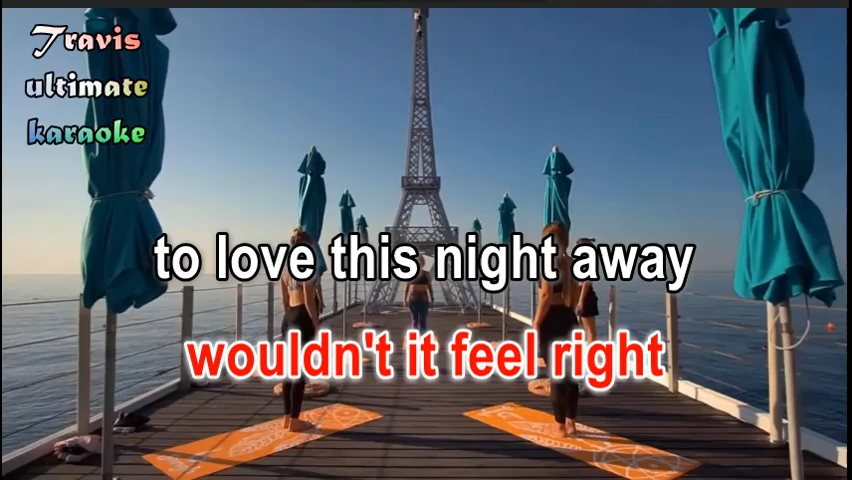 Travis
ultimate
karaoke
to love this night away
wouldn't it feel right